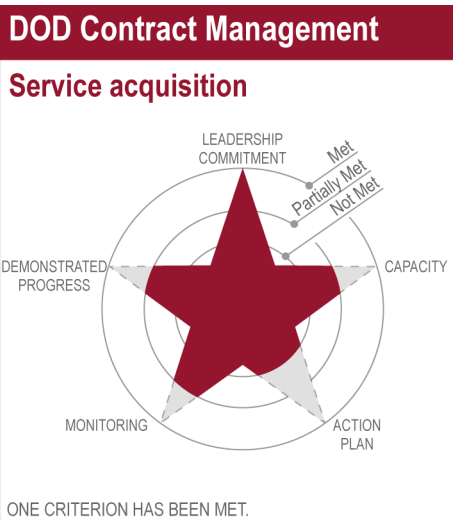 DOD Contract Management
Service acquisition
LEADERSHIP
COMMITMENT
Met
Partially Met
Not Met
DEMONSTRATED
PROGRESS
CAPACITY
MONITORING
ACTION
PLAN
ONE CRITERION HAS BEEN MET.